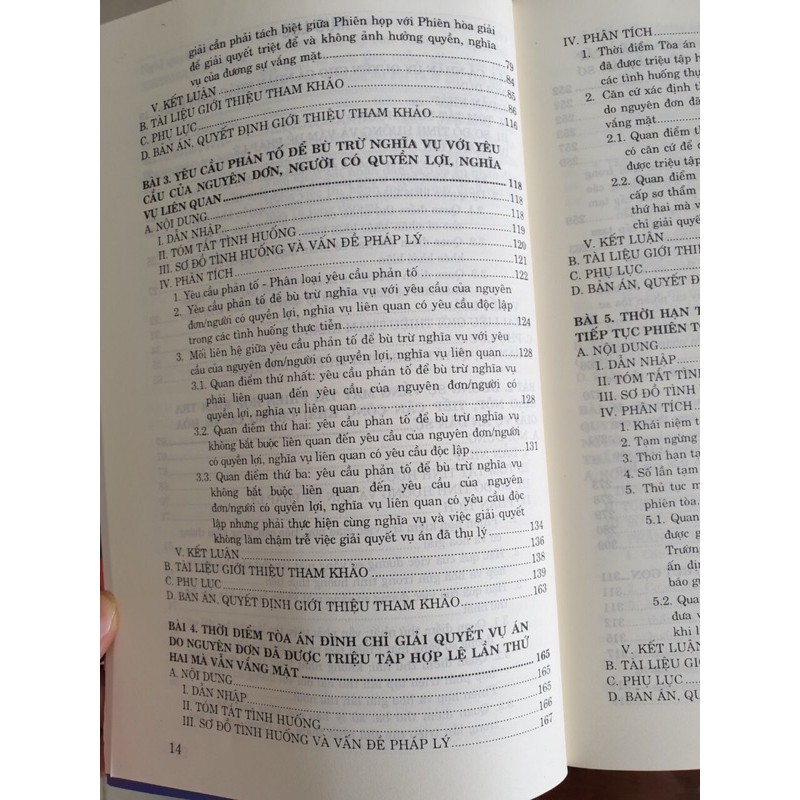 giải cần phải tách biệt giữa Phiên họp với Phiên hòa giải
để giải quyết triệt để và không ảnh hưởng quyền, nghĩa
vụ của đương sự vắng mặt 79
V. KẾT LUẬN 84
B. TÀI LIỆU GIỚI THIỆU THAM KHẢO 85
C. PHỤ LỤC 86
D. BẢN ÁN, QUYẾT ĐỊNH GIỚI THIỆU THAM KHẢO 116
BÀI 3. YÊU CẦU PHẢN TỐ ĐỂ BÙ TRỪ NGHĨA VỤ VỚI YÊU
CẦU CỦA NGUYÊN ĐƠN, NGƯỜI CÓ QUYỀN LỢI, NGHĨA
VỤ LIÊN QUAN 118
A. NỘI DUNG 118
I. DẪN NHẬP 118
II. TÓM TẮT TÌNH HUỐNG 119
III. SƠ ĐỒ TÌNH HUỐNG VÀ VẤN ĐỀ PHÁP LÝ 120
IV. PHÂN TÍCH 121
1. Yêu cầu phản tố - Phân loại yêu cầu phản tố 122
2. Yêu cầu phản tố để bù trừ nghĩa vụ với yêu cầu của nguyên
đơn/người có quyền lợi, nghĩa vụ liên quan có yêu cầu độc lập
trong các tình huống thực tiễn 124
3. Mối liên hệ giữa yêu cầu phản tố để bù trừ nghĩa vụ với yêu
cầu của nguyên đơn/người có quyền lợi, nghĩa vụ liên quan 128
3.1. Quan điểm thứ nhất: yêu cầu phản tố để bù trừ nghĩa vụ
phải liên quan đến yêu cầu của nguyên đơn/người có
quyền lợi, nghĩa vụ liên quan 128
3.2. Quan điểm thứ hai: yêu cầu phản tố để bù trừ nghĩa vụ
không bắt buộc liên quan đến yêu cầu của nguyên đơn/người
có quyền lợi, nghĩa vụ liên quan có yêu cầu độc lập 131
3.3. Quan điểm thứ ba: yêu cầu phản tố để bù trừ nghĩa vụ
không bắt buộc liên quan đến yêu cầu của nguyên
đơn/người có quyền lợi, nghĩa vụ liên quan có yêu cầu độc
lập nhưng phải thực hiện cùng nghĩa vụ và việc giải quyết
không làm chậm trễ việc giải quyết vụ án đã thụ lý 134
V. KẾT LUẬN 136
B. TÀI LIỆU GIỚI THIỆU THAM KHẢO 138
C. PHỤ LỤC 139
D. BẢN ÁN, QUYẾT ĐỊNH GIỚI THIỆU THAM KHẢO 163
BÀI 4. THỜI ĐIỂM TÒA ÁN ĐÌNH CHỈ GIẢI QUYẾT VỤ ÁN
DO NGUYÊN ĐƠN ĐÃ ĐƯỢC TRIỆU TẬP HỢP LỆ LẦN THỨ
HAI MÀ VẪN VẮNG MẶT 165
A. NỘI DUNG 165
I. DẪN NHẬP 165
II. TÓM TẮT TÌNH HUỐNG 166
III. SƠ ĐỒ TÌNH HUỐNG VÀ VẤN ĐỀ PHÁP LÝ 167
14
IV. PHÂN TÍCH
1. Thời điểm Tòa án
đã được triệu tập h
các tình huống thự
2. Căn cứ xác định t
do nguyên đơn đã
vắng mặt
2.1. Quan điểm th
có căn cứ để c
được triệu tập
2.2. Quan điểm
cấp sơ thẩm
thứ hai mà v
chỉ giải quyết
V. KẾT LUẬN
B. TÀI LIỆU GIỚI THIỆU
C. PHỤ LỤC
D. BẢN ÁN, QUYẾT ĐỊNH
BÀI 5. THỜI HẠN T
TIẾP TỤC PHIÊN T
A. NỘI DUNG
I. DẪN NHẬP
II. TÓM TẮT TÌNH
III. SƠ ĐỒ TÌNH
IV. PHÂN TÍCH
1. Khái niệm t
2. Tạm ngừng
3. Thời hạn tạ
4. Số lần tạm
5. Thủ tục m
phiên tòa
5.1. Quan
được g
Trườn
ấn địn
báo g
5.2. Quan
đưa v
khi l
V. KẾT LUẬN
B. TÀI LIỆU GIỚI
C. PHỤ LỤC
D. BẢN ÁN, QUYẾ